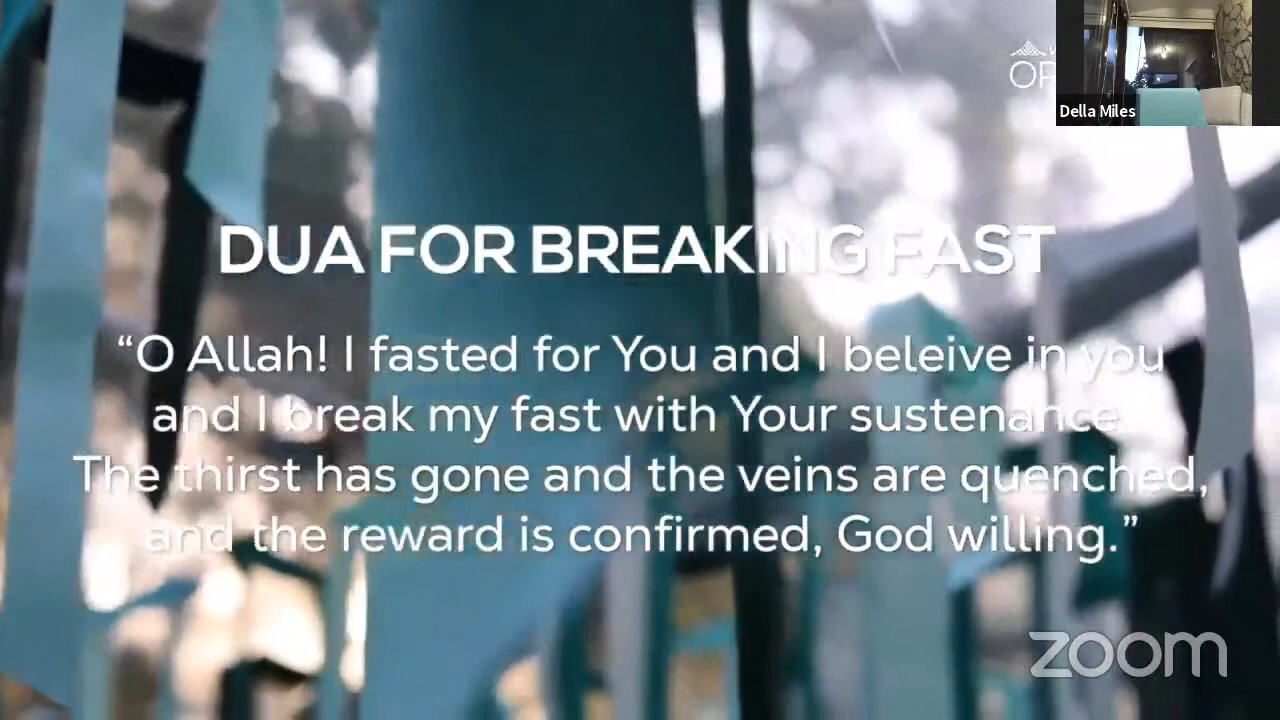 OP
Della Miles
DUA FOR BREAKING FAST
“O Allah! I fasted for You and I beleive in you
and I break my fast with Your sustenance
The thirst has gone and the veins are quenched,
and the reward is confirmed, God willing.”
zoom